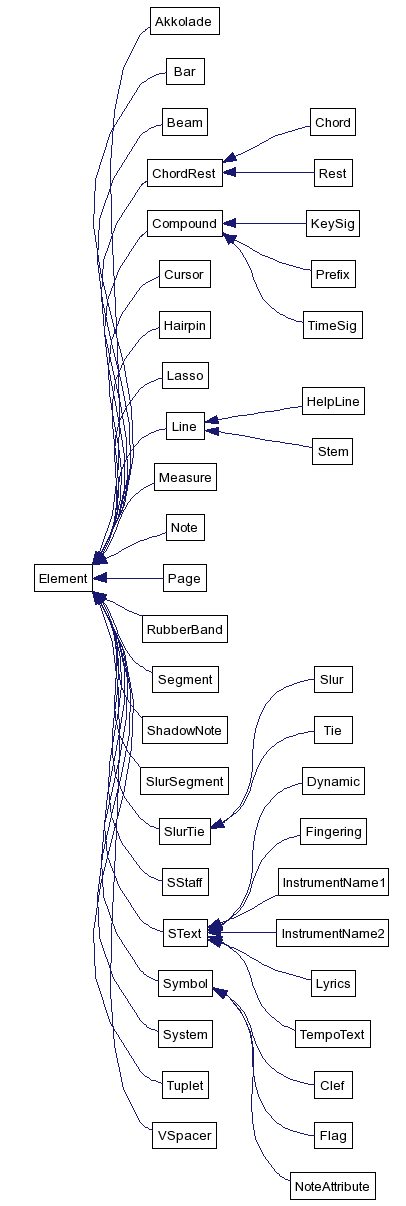 Akkolade
Bar
Beam
Chord
ChordRest
Rest
Compound
KeySig
Cursor
Prefix
Hairpin
TimeSig
Lasso
HelpLine
Line
Stem
Measure
Note
Element
Page
RubberBand
Segment
Slur
ShadowNote
Tie
SlurSegment
Dynamic
SlurTie
Fingering
SStaff
InstrumentName1
SText
InstrumentName2
Symbol
Lyrics
System
TempoText
Tuplet
Clef
VSpacer
Flag
NoteAttribute